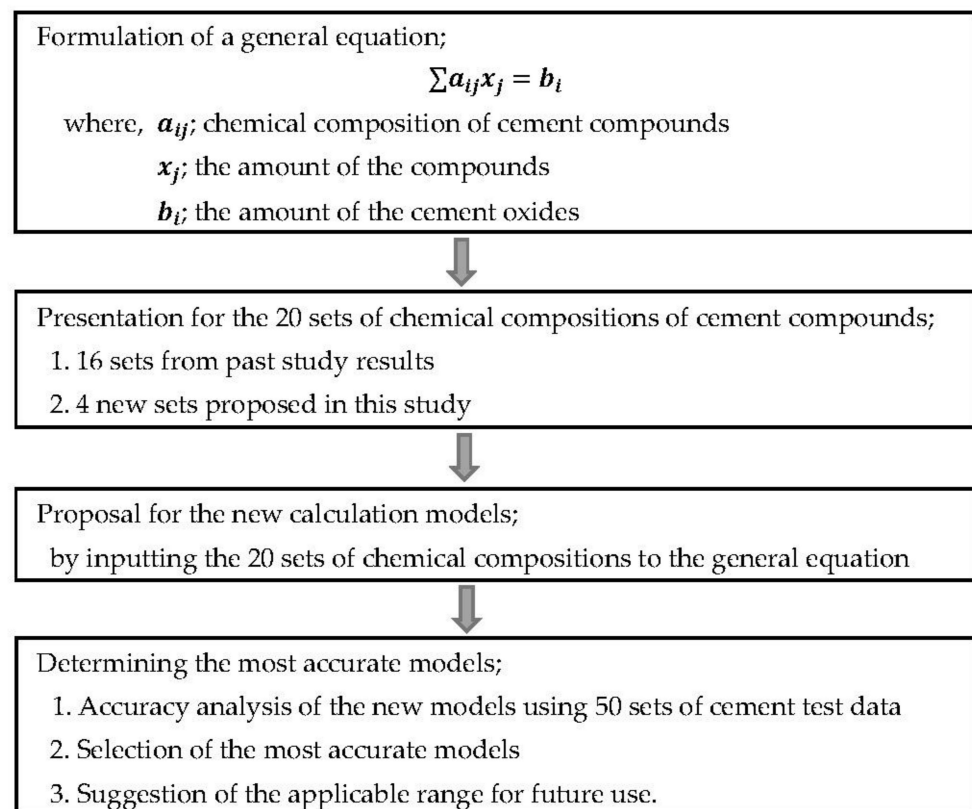 Formulation of a general equation;
∑aᵢⱼxⱼ = bᵢ
where, aᵢⱼ; chemical composition of cement compounds
xⱼ; the amount of the compounds
bᵢ; the amount of the cement oxides
Presentation for the 20 sets of chemical compositions of cement compounds;
1. 16 sets from past study results
2. 4 new sets proposed in this study
Proposal for the new calculation models;
by inputting the 20 sets of chemical compositions to the general equation
Determining the most accurate models;
1. Accuracy analysis of the new models using 50 sets of cement test data
2. Selection of the most accurate models
3. Suggestion of the applicable range for future use.